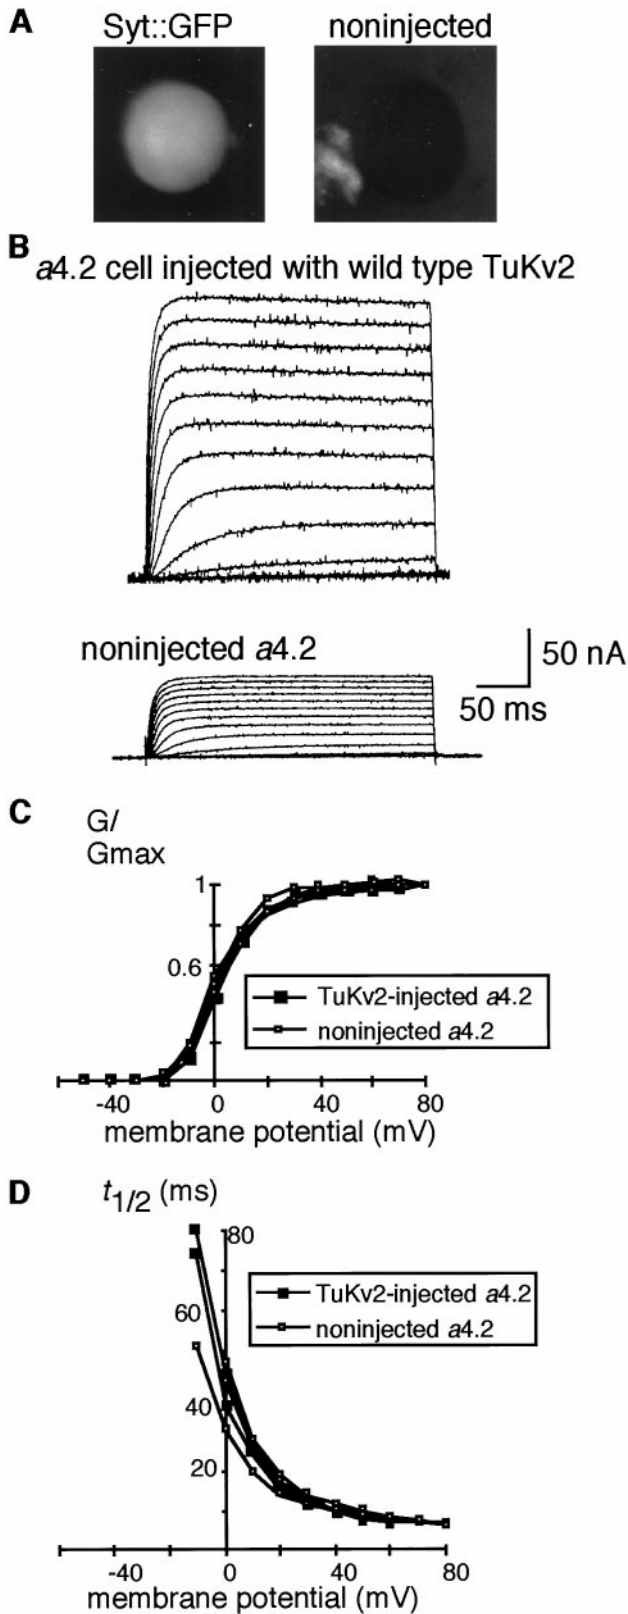 A
Syt::GFP
noninjected
B
a4.2 cell injected with wild type TuKv2
noninjected a4.2
50 nA
50 ms
C
G/
Gmax
1
0.6
TuKv2-injected a4.2
noninjected a4.2
-40 0 40 80
membrane potential (mV)
D
t1/2 (ms)
80
60
TuKv2-injected a4.2
noninjected a4.2
40
20
-40 0 40 80
membrane potential (mV)